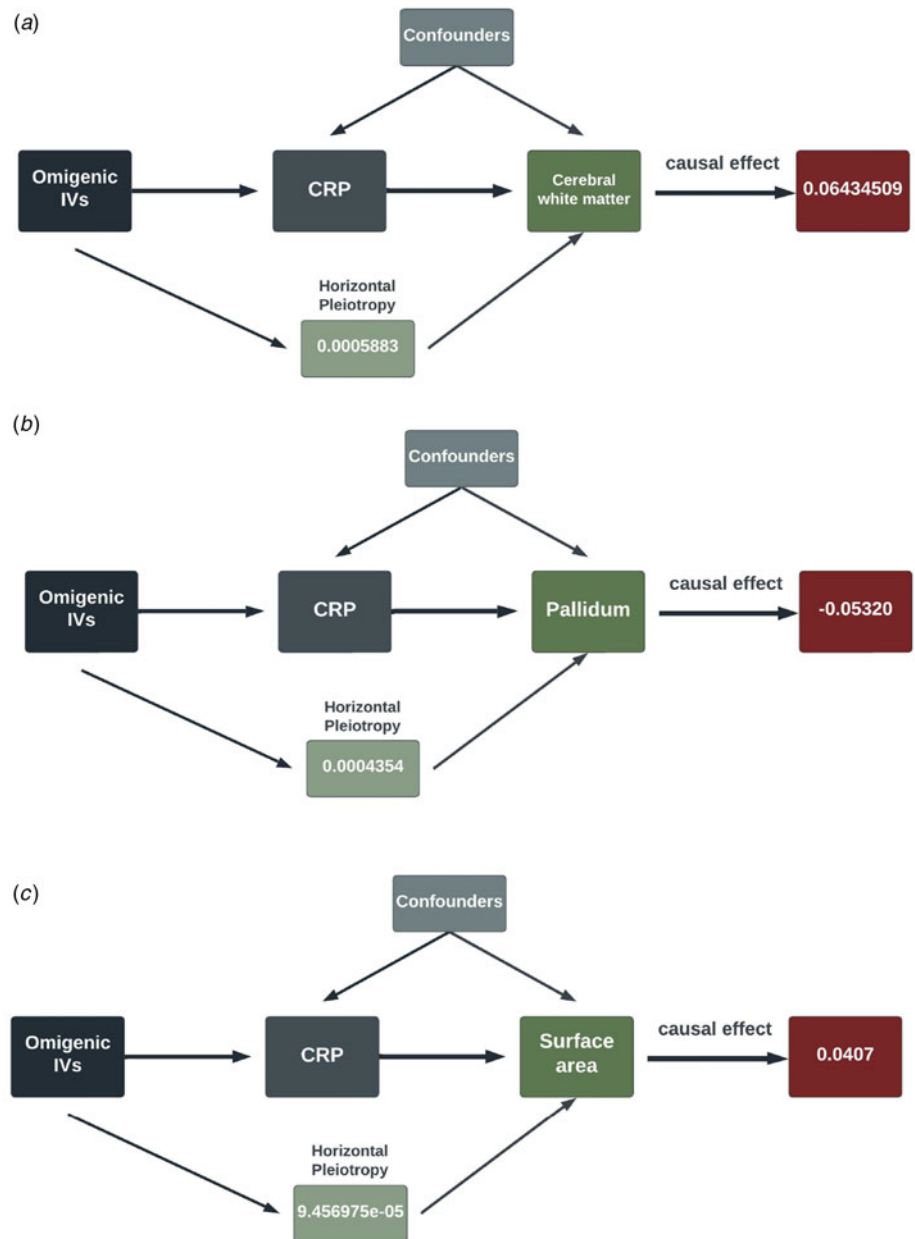 (a)
Confounders
Omigenic
IVs
CRP
Cerebral
white matter
causal effect
0.06434509
Horizontal
Pleiotropy
0.0005883
(b)
Confounders
Omigenic
IVs
CRP
Pallidum
causal effect
-0.05320
Horizontal
Pleiotropy
0.0004354
(c)
Confounders
Omigenic
IVs
CRP
Surface
area
causal effect
0.0407
Horizontal
Pleiotropy
9.456975e-05